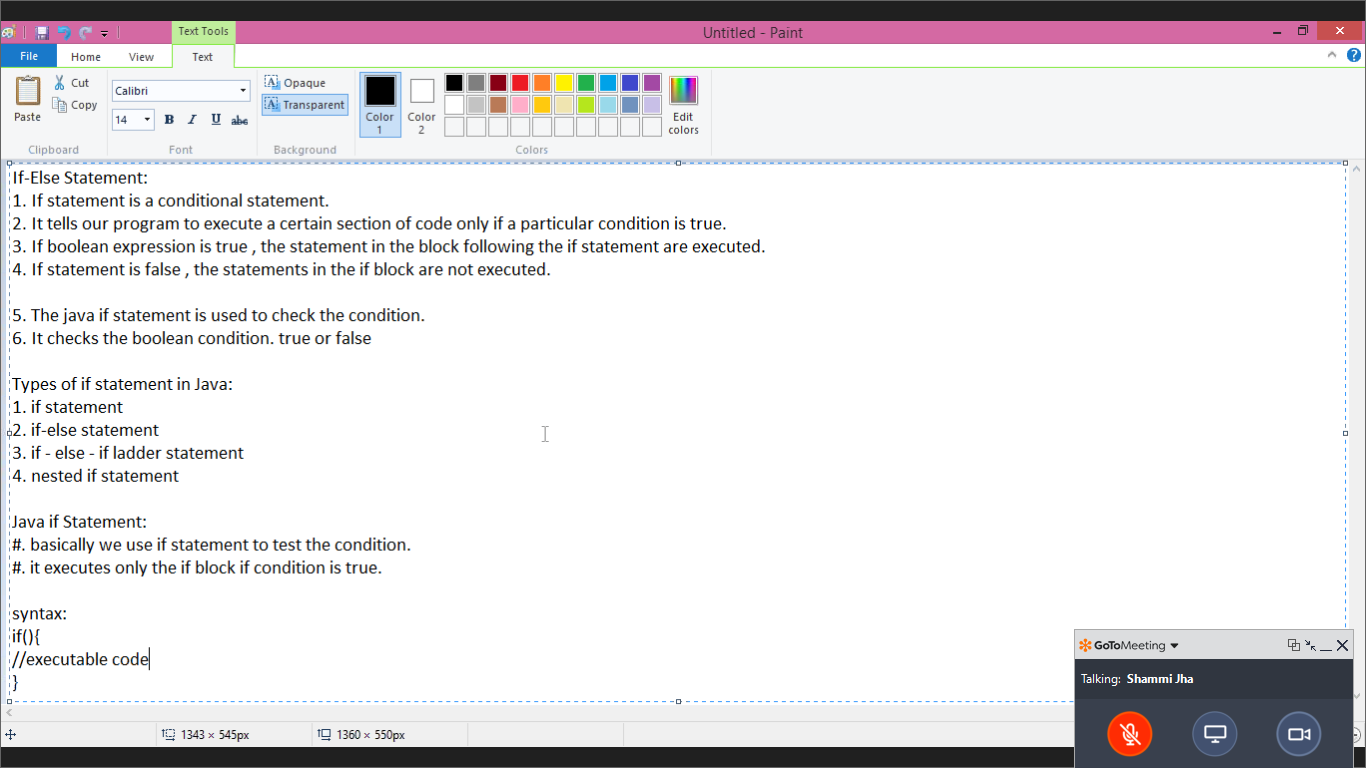 Text Tools
Untitled - Paint
File
Home
View
Text
Paste
Cut
Copy
Clipboard
Calibri
14
B I U abc
Font
Opaque
Transparent
Background
Color 1
Color 2
Edit colors
Colors
If-Else Statement:
1. If statement is a conditional statement.
2. It tells our program to execute a certain section of code only if a particular condition is true.
3. If boolean expression is true , the statement in the block following the if statement are executed.
4. If statement is false , the statements in the if block are not executed.
5. The java if statement is used to check the condition.
6. It checks the boolean condition. true or false
Types of if statement in Java:
1. if statement
2. if-else statement
3. if - else - if ladder statement
4. nested if statement
Java if Statement:
#. basically we use if statement to test the condition.
#. it executes only the if block if condition is true.
syntax:
if(){
//executable code
}
GoToMeeting
Talking: Shammi Jha
1343 × 545px
1360 × 550px